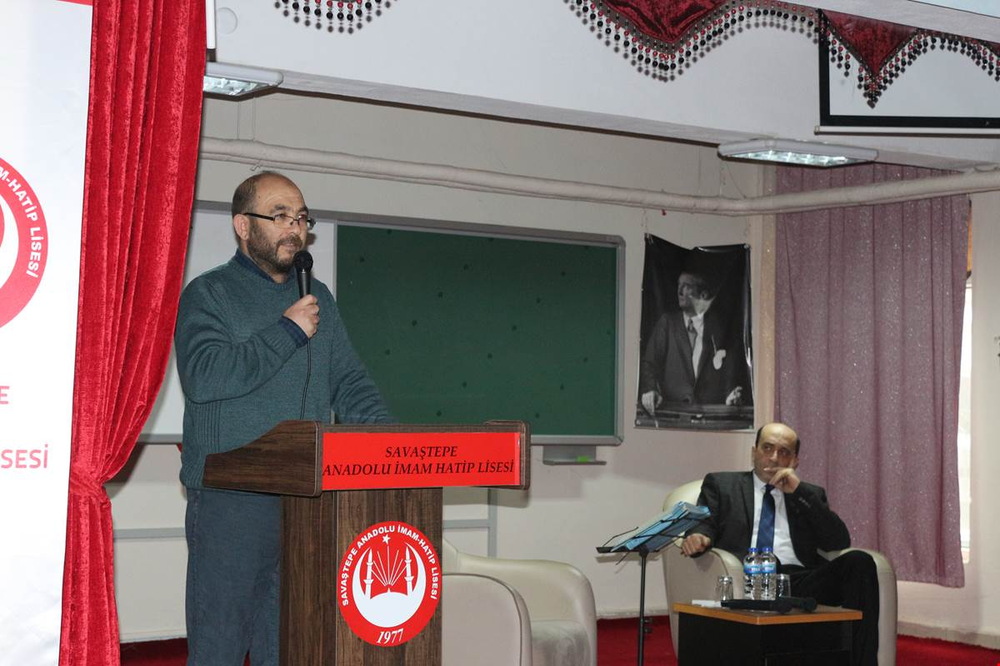 M-HATİP LİSESİ
E
SESİ
SAVAŞTEPE
ANADOLU İMAM HATİP LİSESİ
SAVAŞTEPE ANADOLU İMAM-HATİP LİSESİ
1977